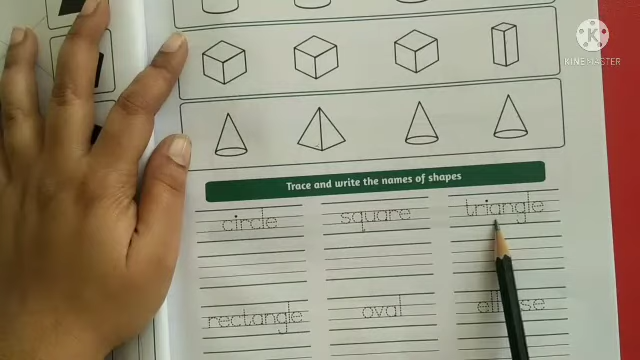 K
KINEMASTER
Trace and write the names of shapes
circle square triangle
rectangle oval